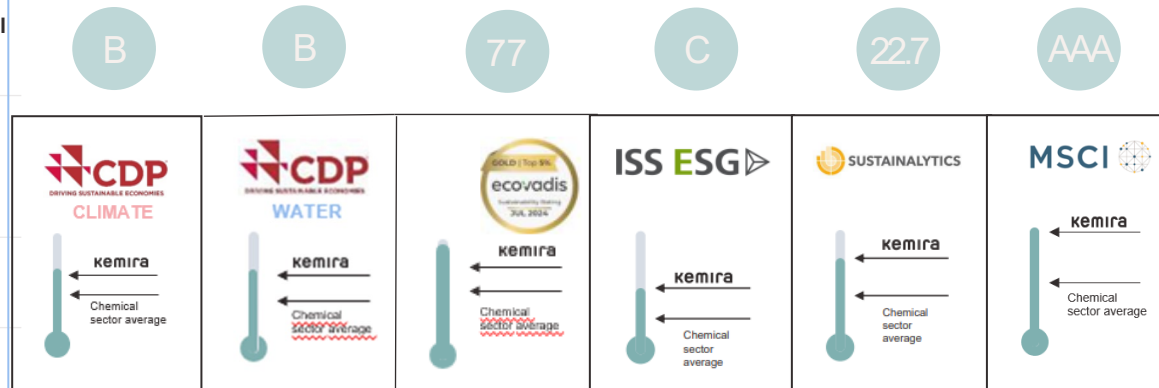 B
B
77
C
22.7
AAA
CDP
DRIVING SUSTAINABLE ECONOMIES
CLIMATE
kemira
Chemical
sector average
CDP
DRIVING SUSTAINABLE ECONOMIES
WATER
kemira
Chemical
sector average
GOLD | Top 5%
ecovadis
Sustainability Rating
JUL 2024
kemira
Chemical
sector average
ISS ESG
kemira
Chemical
sector
average
SUSTAINALYTICS
kemira
Chemical
sector
average
MSCI
kemira
Chemical
sector average